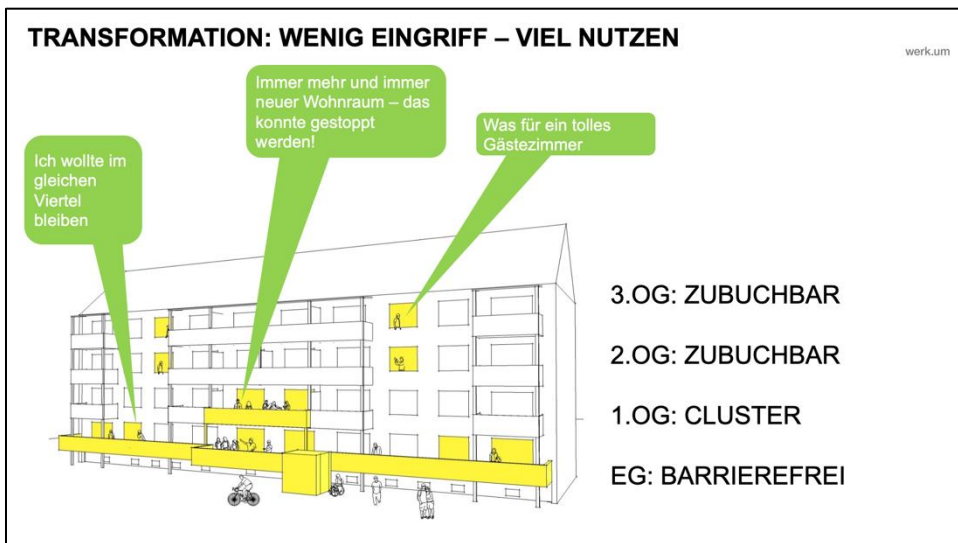 TRANSFORMATION: WENIG EINGRIFF – VIEL NUTZEN
werk.um
Immer mehr und immer
neuer Wohnraum – das
konnte gestoppt
werden!
Was für ein tolles
Gästezimmer
Ich wollte im
gleichen
Viertel
bleiben
3.OG: ZUBUCHBAR
2.OG: ZUBUCHBAR
1.OG: CLUSTER
EG: BARRIEREFREI